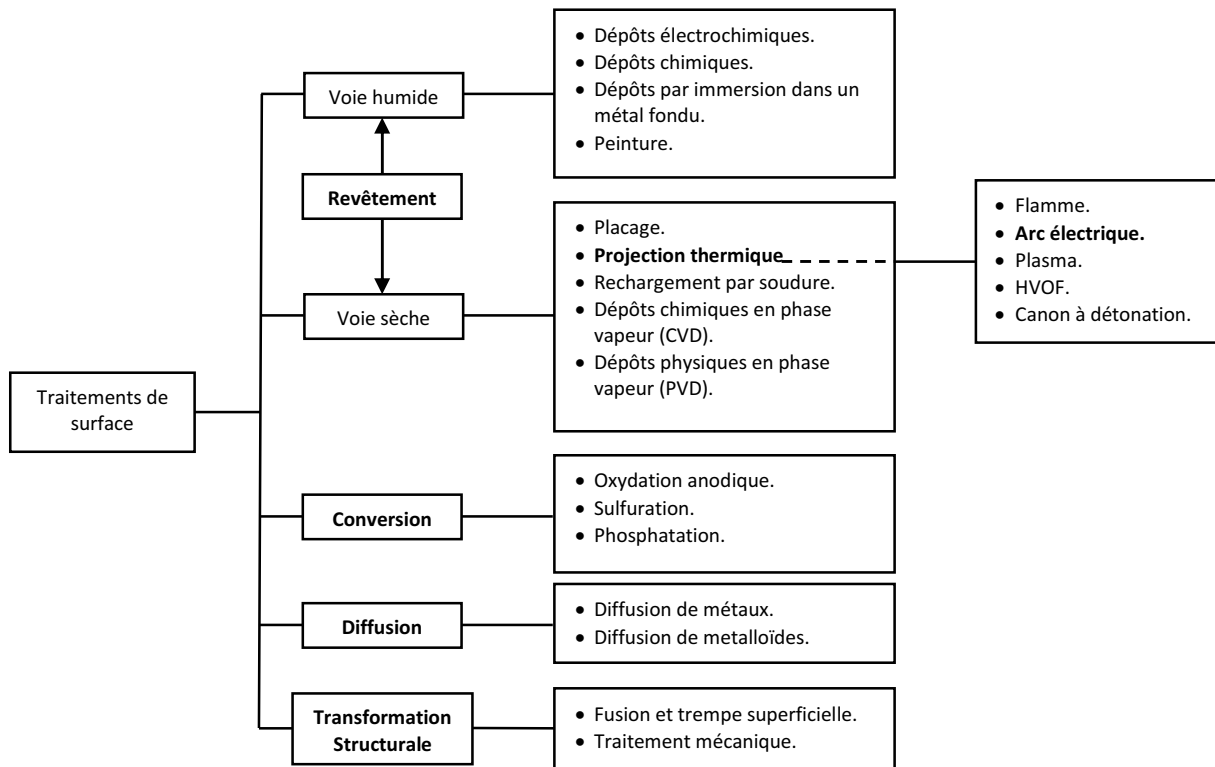 • Dépôts électrochimiques.
• Dépôts chimiques.
• Dépôts par immersion dans un
métal fondu.
• Peinture.
Voie humide
Revêtement
Voie sèche
• Placage.
• Projection thermique
• Rechargement par soudure.
• Dépôts chimiques en phase
vapeur (CVD).
• Dépôts physiques en phase
vapeur (PVD).
• Flamme.
• Arc électrique.
• Plasma.
• HVOF.
• Canon à détonation.
Traitements de
surface
Conversion
• Oxydation anodique.
• Sulfuration.
• Phosphatation.
Diffusion
• Diffusion de métaux.
• Diffusion de metalloïdes.
Transformation
Structurale
• Fusion et trempe superficielle.
• Traitement mécanique.